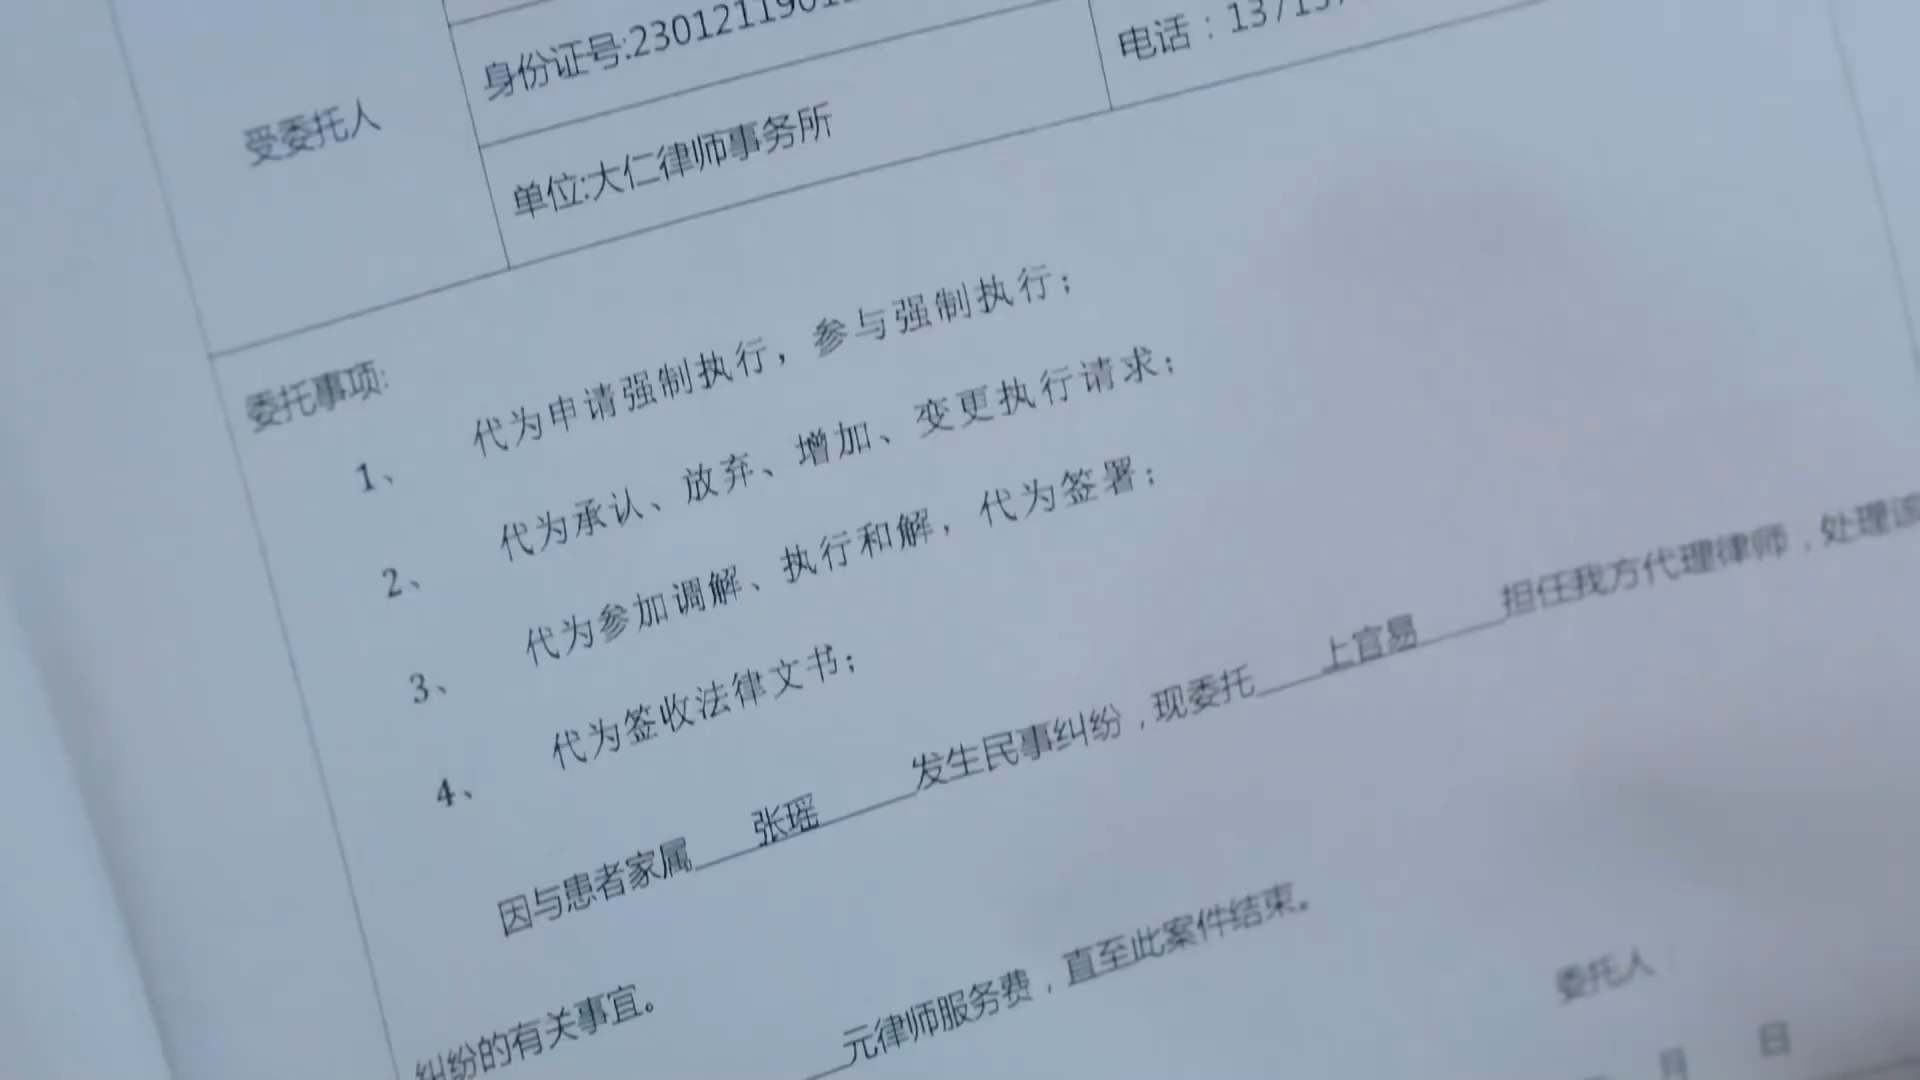 身份证号:2301211901
电话：13713
受委托人
单位:大仁律师事务所
委托事项:
1、 代为申请强制执行，参与强制执行；
2、 代为承认、放弃、增加、变更执行请求；
3、 代为参加调解、执行和解，代为签署；
4、 代为签收法律文书；
因与患者家属 张瑶 发生民事纠纷，现委托 上官易 担任我方代理律师，处理该
纠纷的有关事宜。
元律师服务费，直至此案件结束。
委托人：
月 日